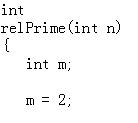 int
relPrime(int n)
{
    int m;

    m = 2;